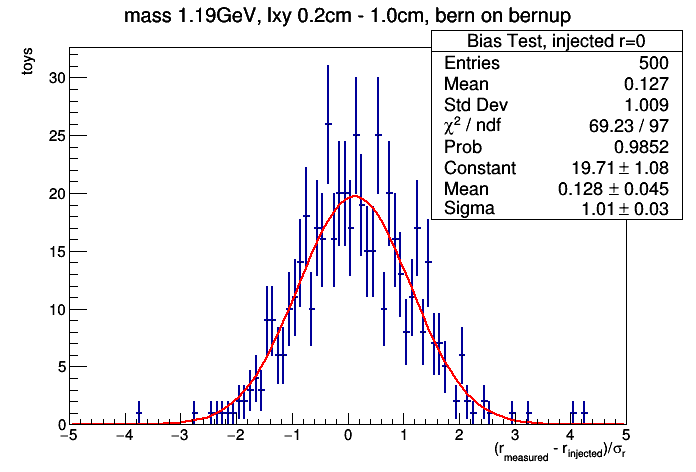 mass 1.19GeV, lxy 0.2cm - 1.0cm, bern on bernup
toys
Bias Test, injected r=0
Entries 500
Mean 0.127
Std Dev 1.009
χ² / ndf 69.23 / 97
Prob 0.9852
Constant 19.71 ± 1.08
Mean 0.128 ± 0.045
Sigma 1.01 ± 0.03
30
25
20
15
10
5
0
−5 −4 −3 −2 −1 0 1 2 3 4 5
(r_measured - r_injected)/σ_r